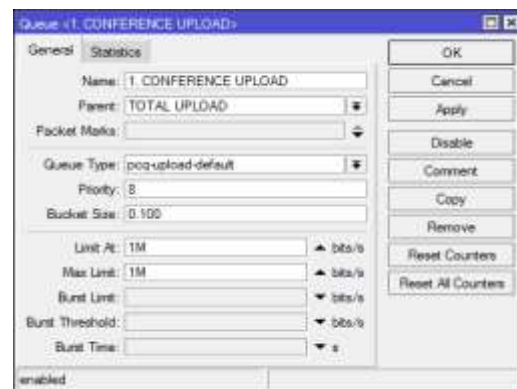 Queue <1. CONFERENCE UPLOAD>
General Statistics
Name: 1. CONFERENCE UPLOAD
Parent: TOTAL UPLOAD
Packet Marks:
Queue Type: pcq-upload-default
Priority: 8
Bucket Size: 0.100
Limit At: 1M bits/s
Max Limit: 1M bits/s
Burst Limit: bits/s
Burst Threshold: bits/s
Burst Time: s
enabled
OK
Cancel
Apply
Disable
Comment
Copy
Remove
Reset Counters
Reset All Counters